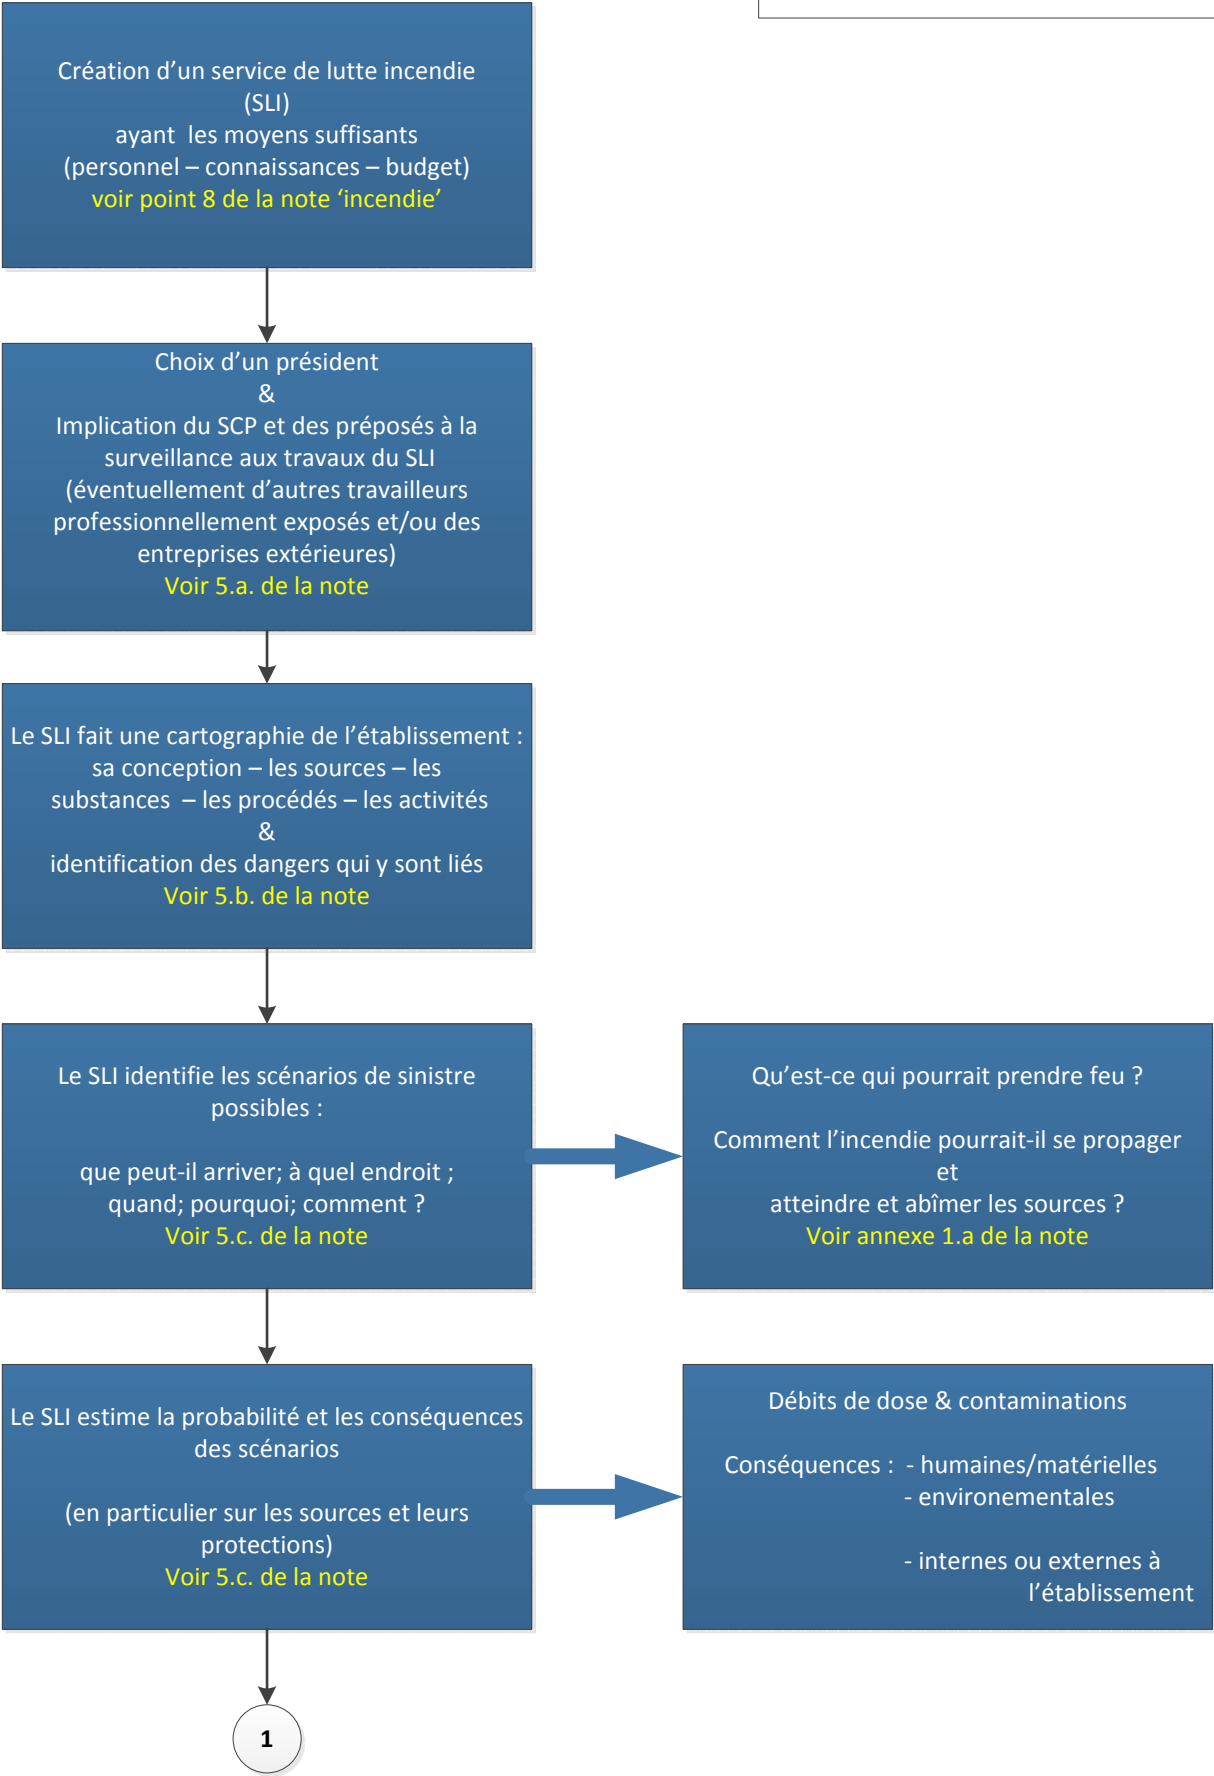 Création d’un service de lutte incendie
(SLI)
ayant les moyens suffisants
(personnel – connaissances – budget)
voir point 8 de la note ‘incendie’
Choix d’un président
&
Implication du SCP et des préposés à la
surveillance aux travaux du SLI
(éventuellement d’autres travailleurs
professionnellement exposés et/ou des
entreprises extérieures)
Voir 5.a. de la note
Le SLI fait une cartographie de l’établissement :
sa conception – les sources – les
substances – les procédés – les activités
&
identification des dangers qui y sont liés
Voir 5.b. de la note
Le SLI identifie les scénarios de sinistre
possibles :
que peut-il arriver; à quel endroit ;
quand; pourquoi; comment ?
Voir 5.c. de la note
Qu’est-ce qui pourrait prendre feu ?
Comment l’incendie pourrait-il se propager
et
atteindre et abîmer les sources ?
Voir annexe 1.a de la note
Le SLI estime la probabilité et les conséquences
des scénarios
(en particulier sur les sources et leurs
protections)
Voir 5.c. de la note
Débits de dose & contaminations
Conséquences : - humaines/matérielles
- environementales
- internes ou externes à
l’établissement
1